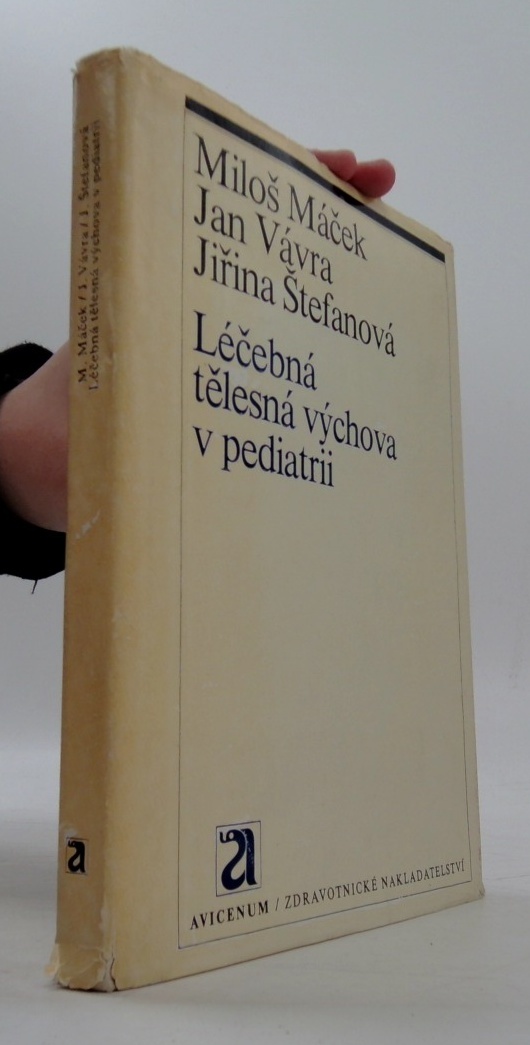 M. Máček / J. Vávra / J. Štefanová
Léčebná tělesná výchova v pediatrii
a
Miloš Máček
Jan Vávra
Jiřina Štefanová
Léčebná
tělesná výchova
v pediatrii
a
AVICENUM / ZDRAVOTNICKÉ NAKLADATELSTVÍ